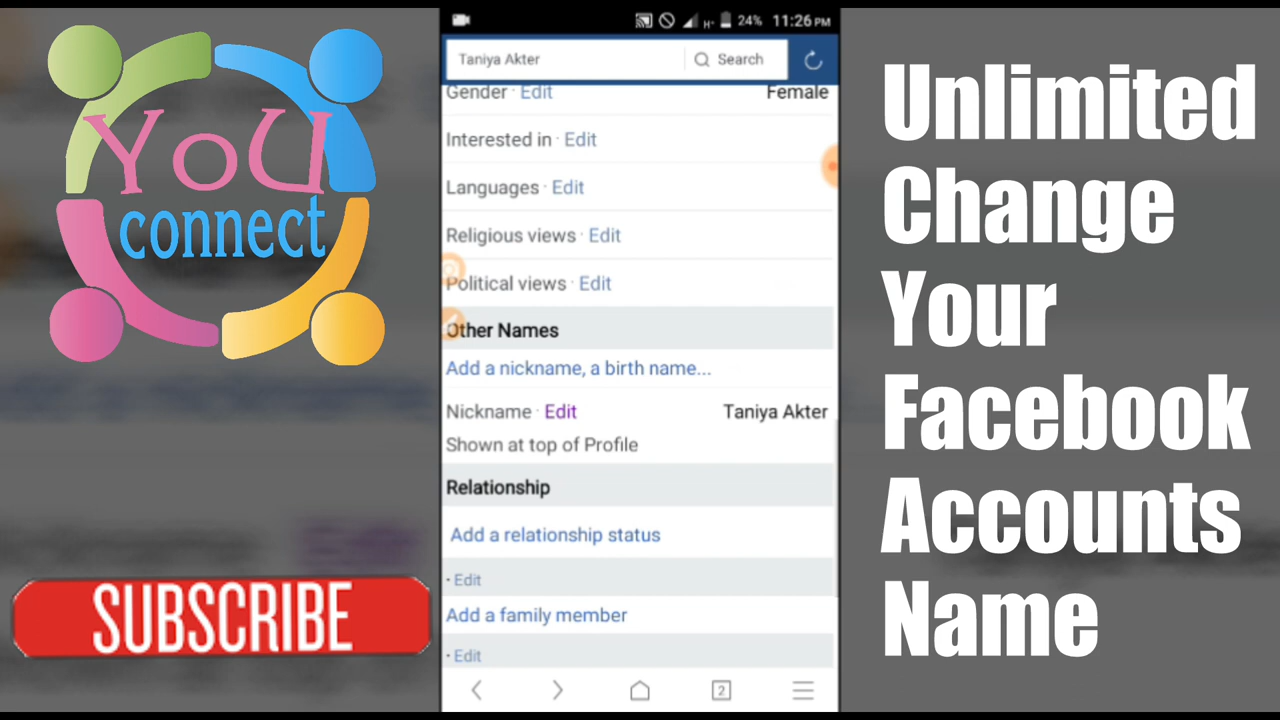 YoU
connect
SUBSCRIBE
H+ 24% 11:26 PM
Taniya Akter Search
Gender · Edit Female
Interested in · Edit
Languages · Edit
Religious views · Edit
Political views · Edit
Other Names
Add a nickname, a birth name...
Nickname · Edit Taniya Akter
Shown at top of Profile
Relationship
Add a relationship status
· Edit
Add a family member
· Edit
2
Unlimited
Change
Your
Facebook
Accounts
Name